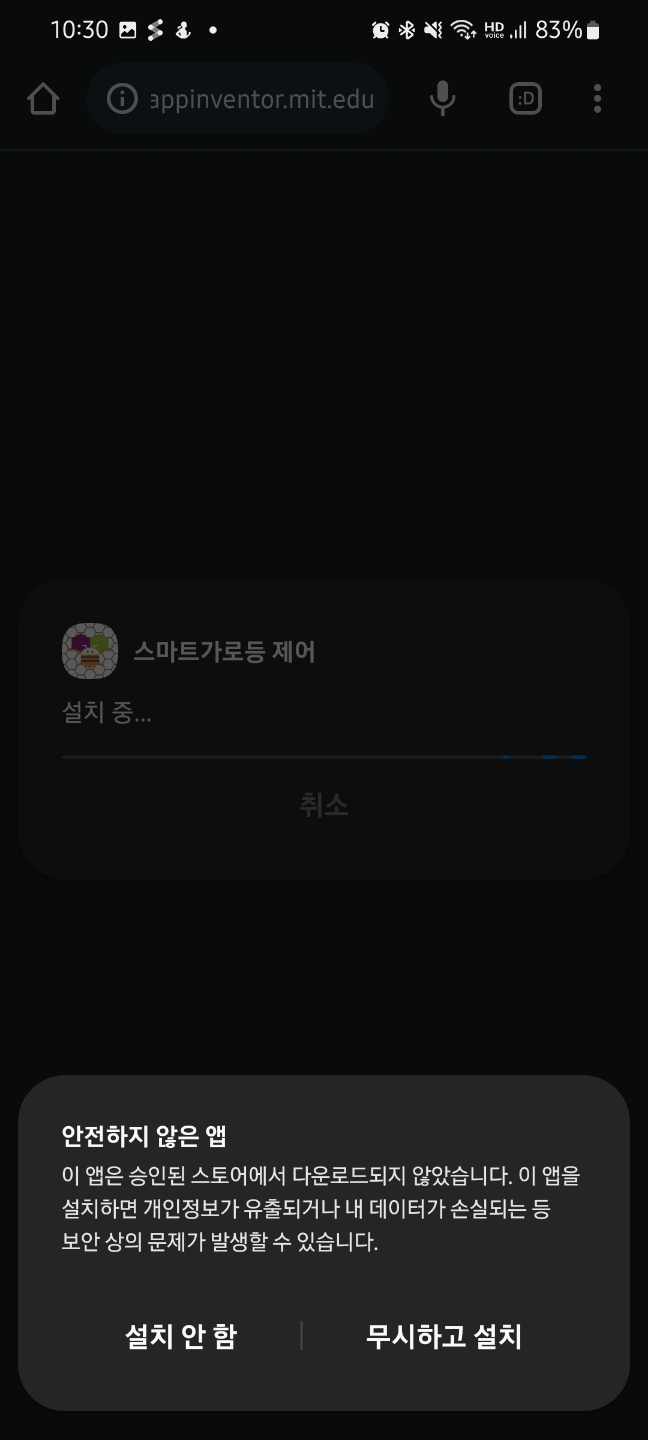 10:30
HD voice 83%
appinventor.mit.edu
:D
스마트가로등 제어
설치 중...
취소
안전하지 않은 앱
이 앱은 승인된 스토어에서 다운로드되지 않았습니다. 이 앱을
설치하면 개인정보가 유출되거나 내 데이터가 손실되는 등
보안 상의 문제가 발생할 수 있습니다.
설치 안 함
무시하고 설치